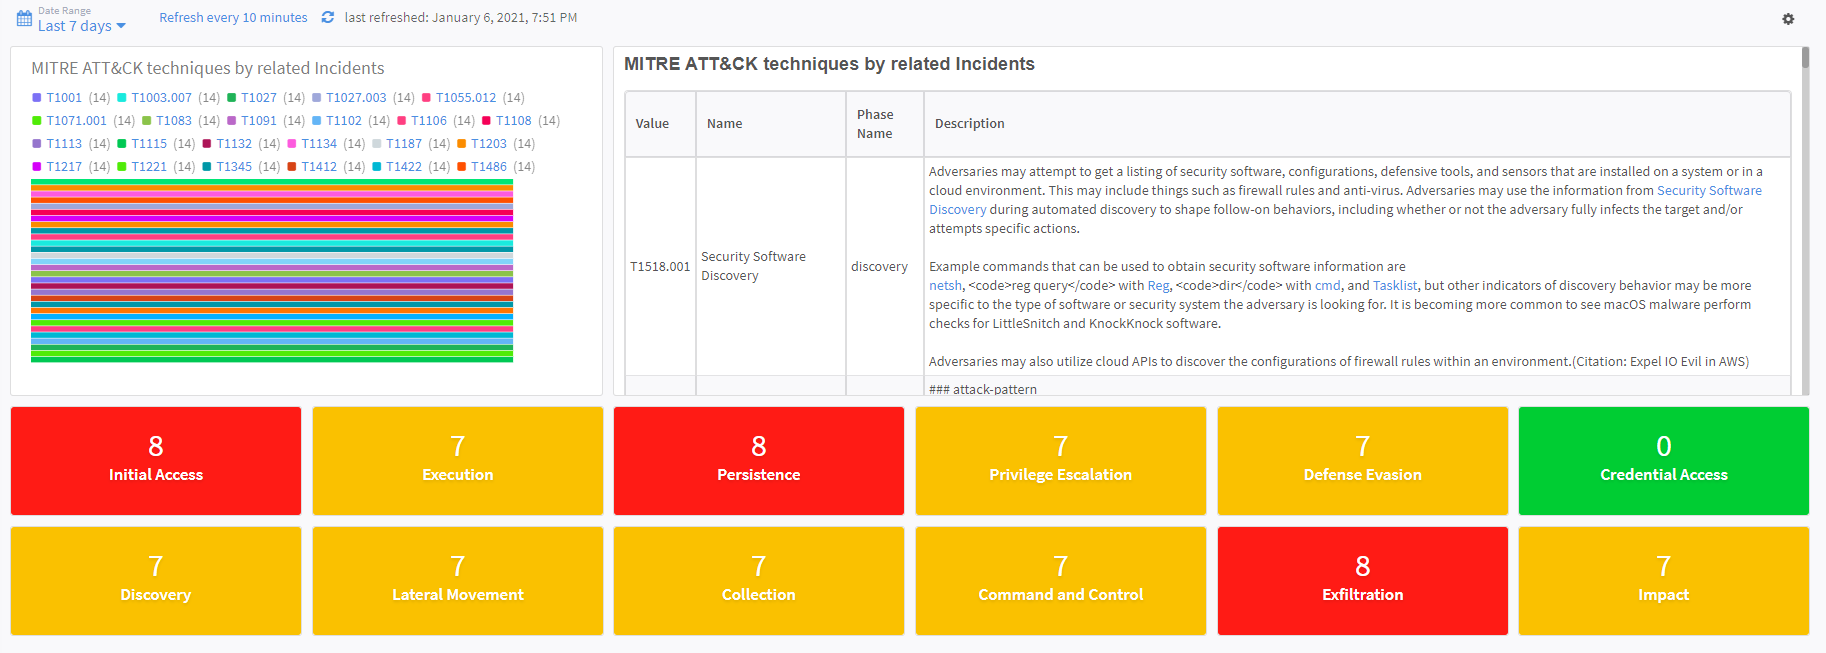 Date Range
Last 7 days
Refresh every 10 minutes
last refreshed: January 6, 2021, 7:51 PM
MITRE ATT&CK techniques by related Incidents
T1001 (14) T1003.007 (14) T1027 (14) T1027.003 (14) T1055.012 (14)
T1071.001 (14) T1083 (14) T1091 (14) T1102 (14) T1106 (14) T1108 (14)
T1113 (14) T1115 (14) T1132 (14) T1134 (14) T1187 (14) T1203 (14)
T1217 (14) T1221 (14) T1345 (14) T1412 (14) T1422 (14) T1486 (14)
MITRE ATT&CK techniques by related Incidents
Value
Name
Phase
Name
Description
T1518.001
Security Software
Discovery
discovery
Adversaries may attempt to get a listing of security software, configurations, defensive tools, and sensors that are installed on a system or in a
cloud environment. This may include things such as firewall rules and anti-virus. Adversaries may use the information from Security Software
Discovery during automated discovery to shape follow-on behaviors, including whether or not the adversary fully infects the target and/or
attempts specific actions.
Example commands that can be used to obtain security software information are
netsh, <code>reg query</code> with Reg, <code>dir</code> with cmd, and Tasklist, but other indicators of discovery behavior may be more
specific to the type of software or security system the adversary is looking for. It is becoming more common to see macOS malware perform
checks for LittleSnitch and KnockKnock software.
Adversaries may also utilize cloud APIs to discover the configurations of firewall rules within an environment.(Citation: Expel IO Evil in AWS)
### attack-pattern
8
Initial Access
7
Execution
8
Persistence
7
Privilege Escalation
7
Defense Evasion
0
Credential Access
7
Discovery
7
Lateral Movement
7
Collection
7
Command and Control
8
Exfiltration
7
Impact